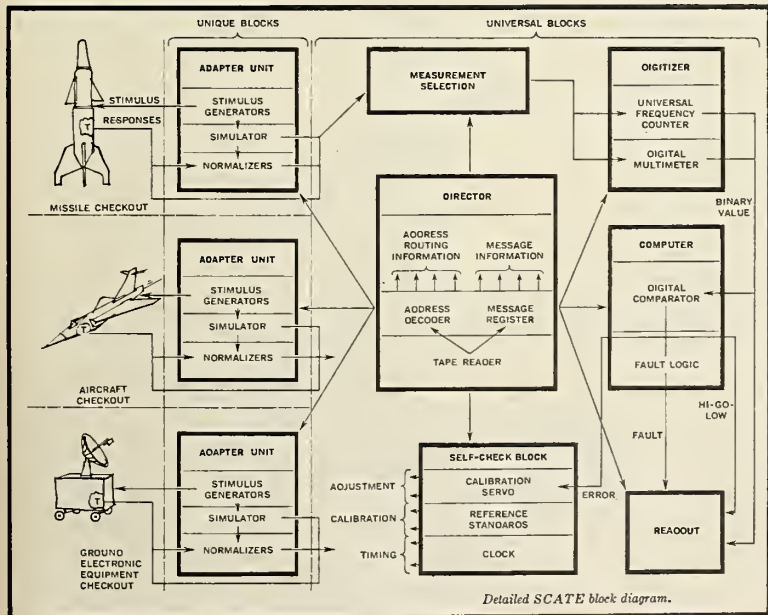 UNIQUE BLOCKS
UNIVERSAL BLOCKS
ADAPTER UNIT
STIMULUS
GENERATORS
SIMULATOR
NORMALIZERS
STIMULUS
RESPONSES
T
MISSILE CHECKOUT
MEASUREMENT
SELECTION
DIGITIZER
UNIVERSAL
FREQUENCY
COUNTER
DIGITAL
MULTIMETER
BINARY
VALUE
ADAPTER UNIT
STIMULUS
GENERATORS
SIMULATOR
NORMALIZERS
T
AIRCRAFT
CHECKOUT
DIRECTOR
ADDRESS
ROUTING
INFORMATION
MESSAGE
INFORMATION
ADDRESS
DECODER
MESSAGE
REGISTER
TAPE READER
COMPUTER
DIGITAL
COMPARATOR
FAULT LOGIC
HI-GO-
LOW
FAULT
ADAPTER UNIT
STIMULUS
GENERATORS
SIMULATOR
NORMALIZERS
T
GROUND
ELECTRONIC
EQUIPMENT
CHECKOUT
ADJUSTMENT
CALIBRATION
TIMING
SELF-CHECK BLOCK
CALIBRATION
SERVO
REFERENCE
STANDARDS
CLOCK
ERROR
READOUT
Detailed SCATE block diagram.